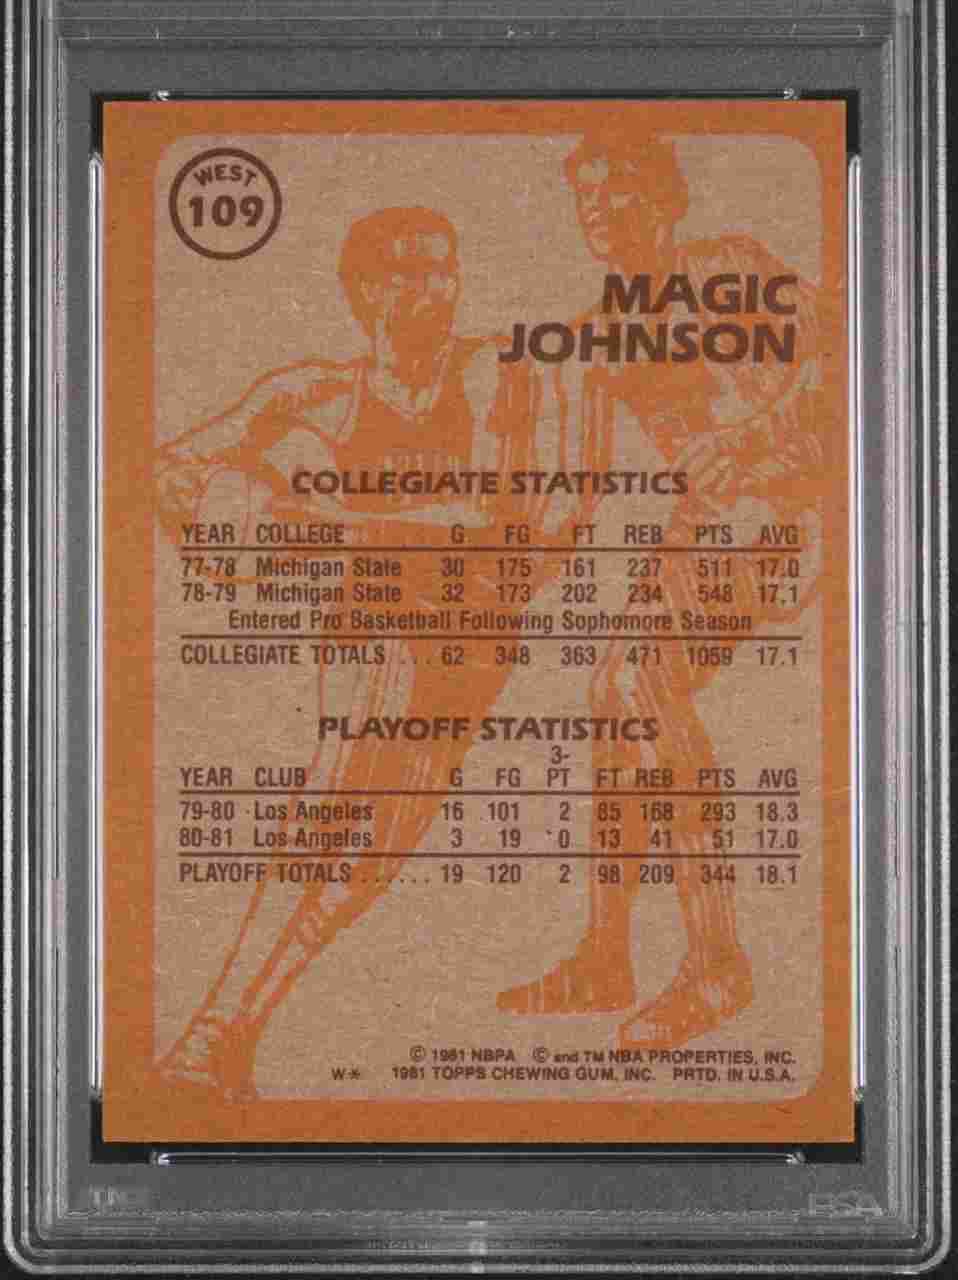 WEST
109
MAGIC
JOHNSON
COLLEGIATE STATISTICS
YEAR COLLEGE G FG FT REB PTS AVG
77-78 Michigan State 30 175 161 237 511 17.0
78-79 Michigan State 32 173 202 234 548 17.1
Entered Pro Basketball Following Sophomore Season
COLLEGIATE TOTALS ... 62 348 363 471 1059 17.1
PLAYOFF STATISTICS
3-
YEAR CLUB G FG PT FT REB PTS AVG
79-80 Los Angeles 16 101 2 85 168 293 18.3
80-81 Los Angeles 3 19 0 13 41 51 17.0
PLAYOFF TOTALS ...... 19 120 2 98 209 344 18.1
© 1981 NBPA © and TM NBA PROPERTIES, INC.
W* 1981 TOPPS CHEWING GUM, INC. PRTD. IN U.S.A.
PSA